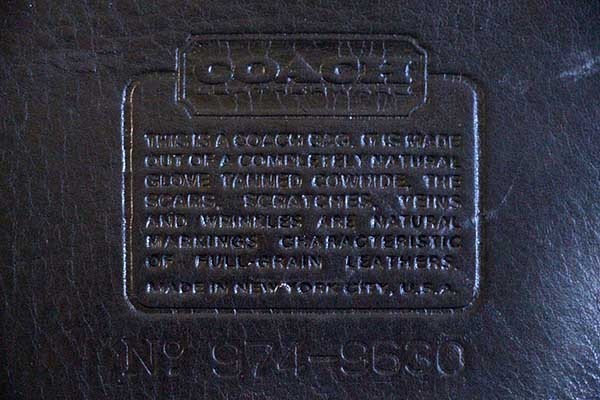 COACH
LEATHERWARE
THIS IS A COACH BAG. IT IS MADE
OUT OF A COMPLETELY NATURAL
GLOVE TANNED COWHIDE. THE
SCARS, SCRATCHES, VEINS
AND WRINKLES ARE NATURAL
MARKINGS CHARACTERISTIC
OF FULL-GRAIN LEATHERS.
MADE IN NEW YORK CITY, U.S.A.
Nº 974-9630